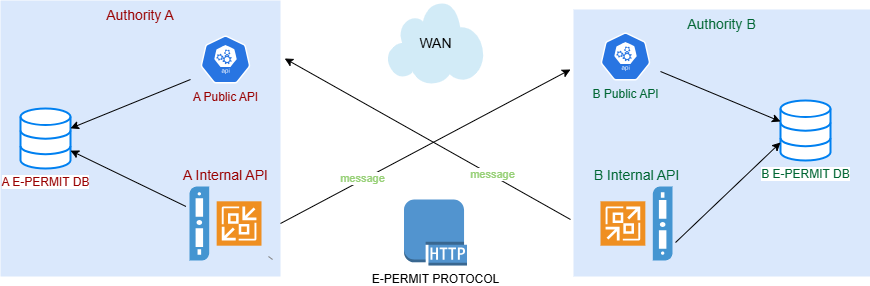 Authority A
WAN
Authority B
api
api
A Public API
B Public API
A Internal API
message
message
B Internal API
A E-PERMIT DB
B E-PERMIT DB
HTTP
E-PERMIT PROTOCOL